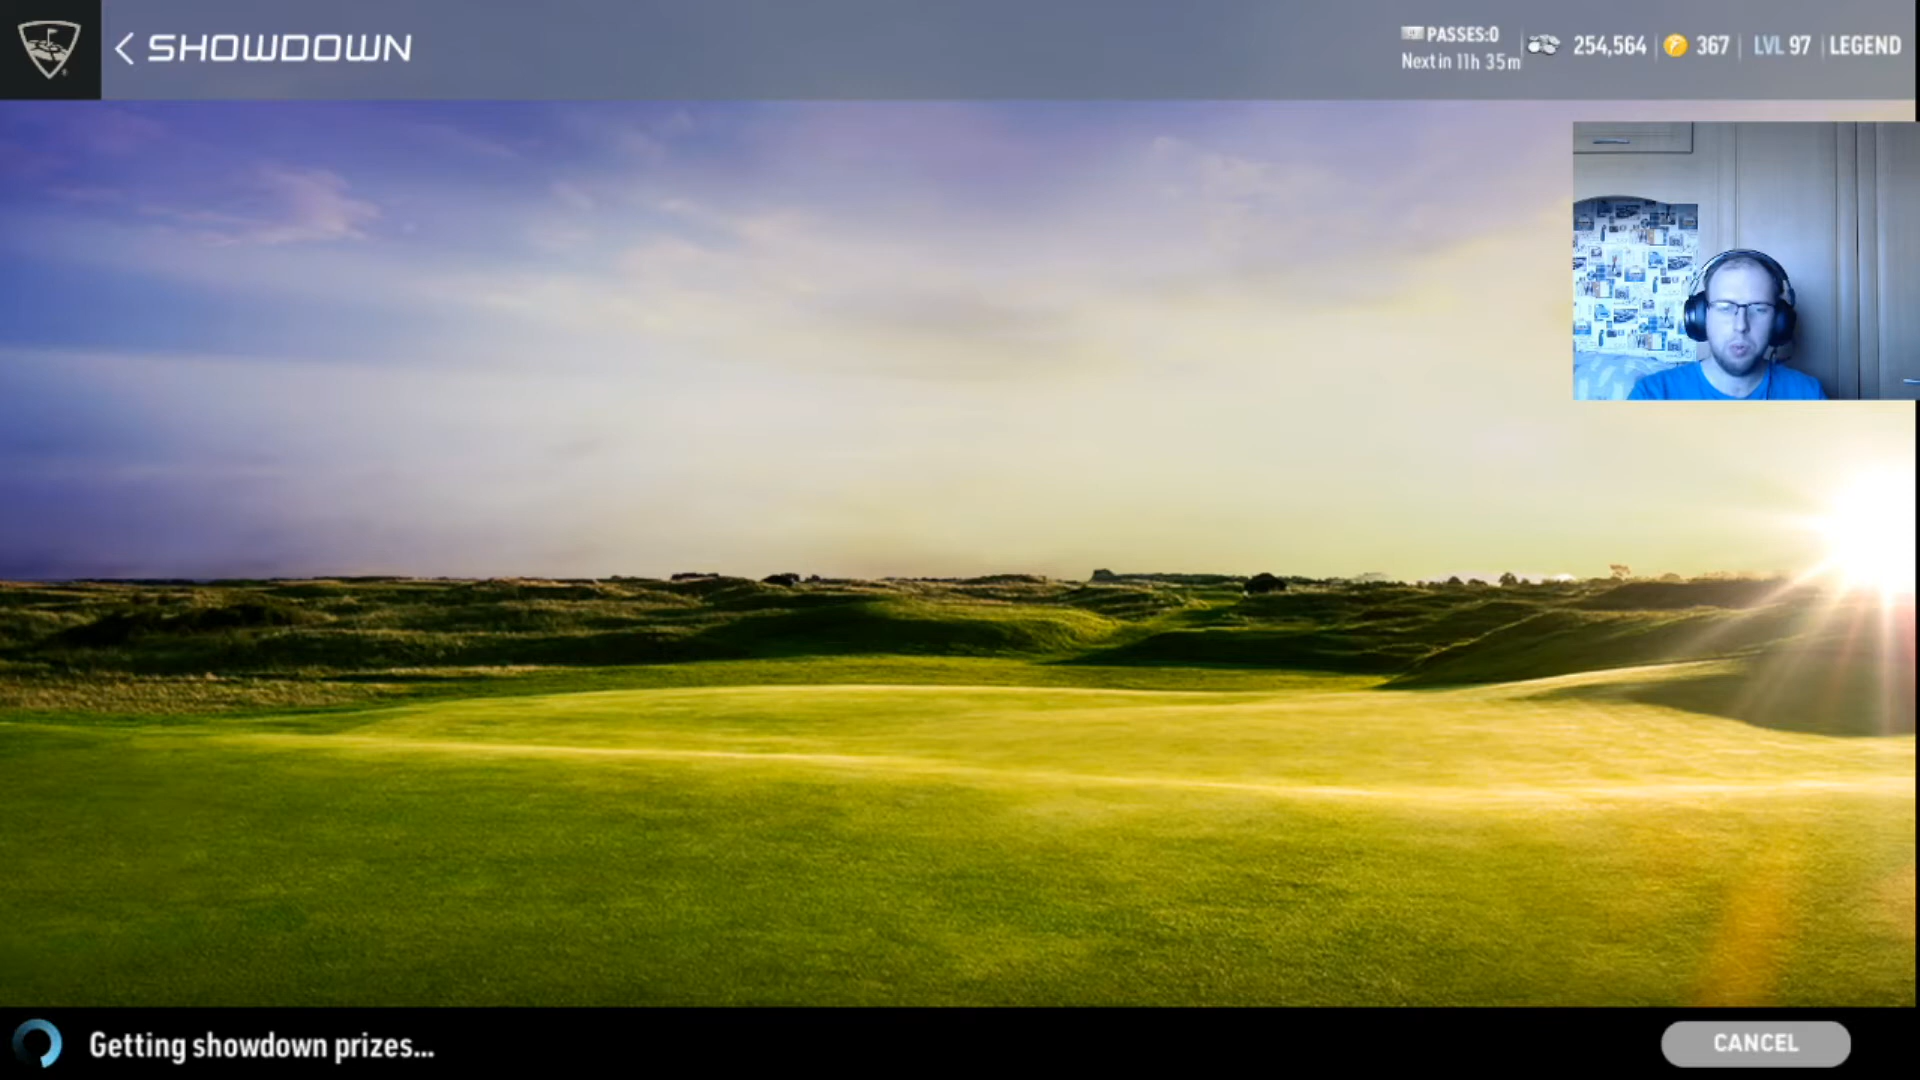 SHOWDOWN
PASSES:0
Next in 11h 35m
254,564
367
LVL 97
LEGEND
Getting showdown prizes...
CANCEL